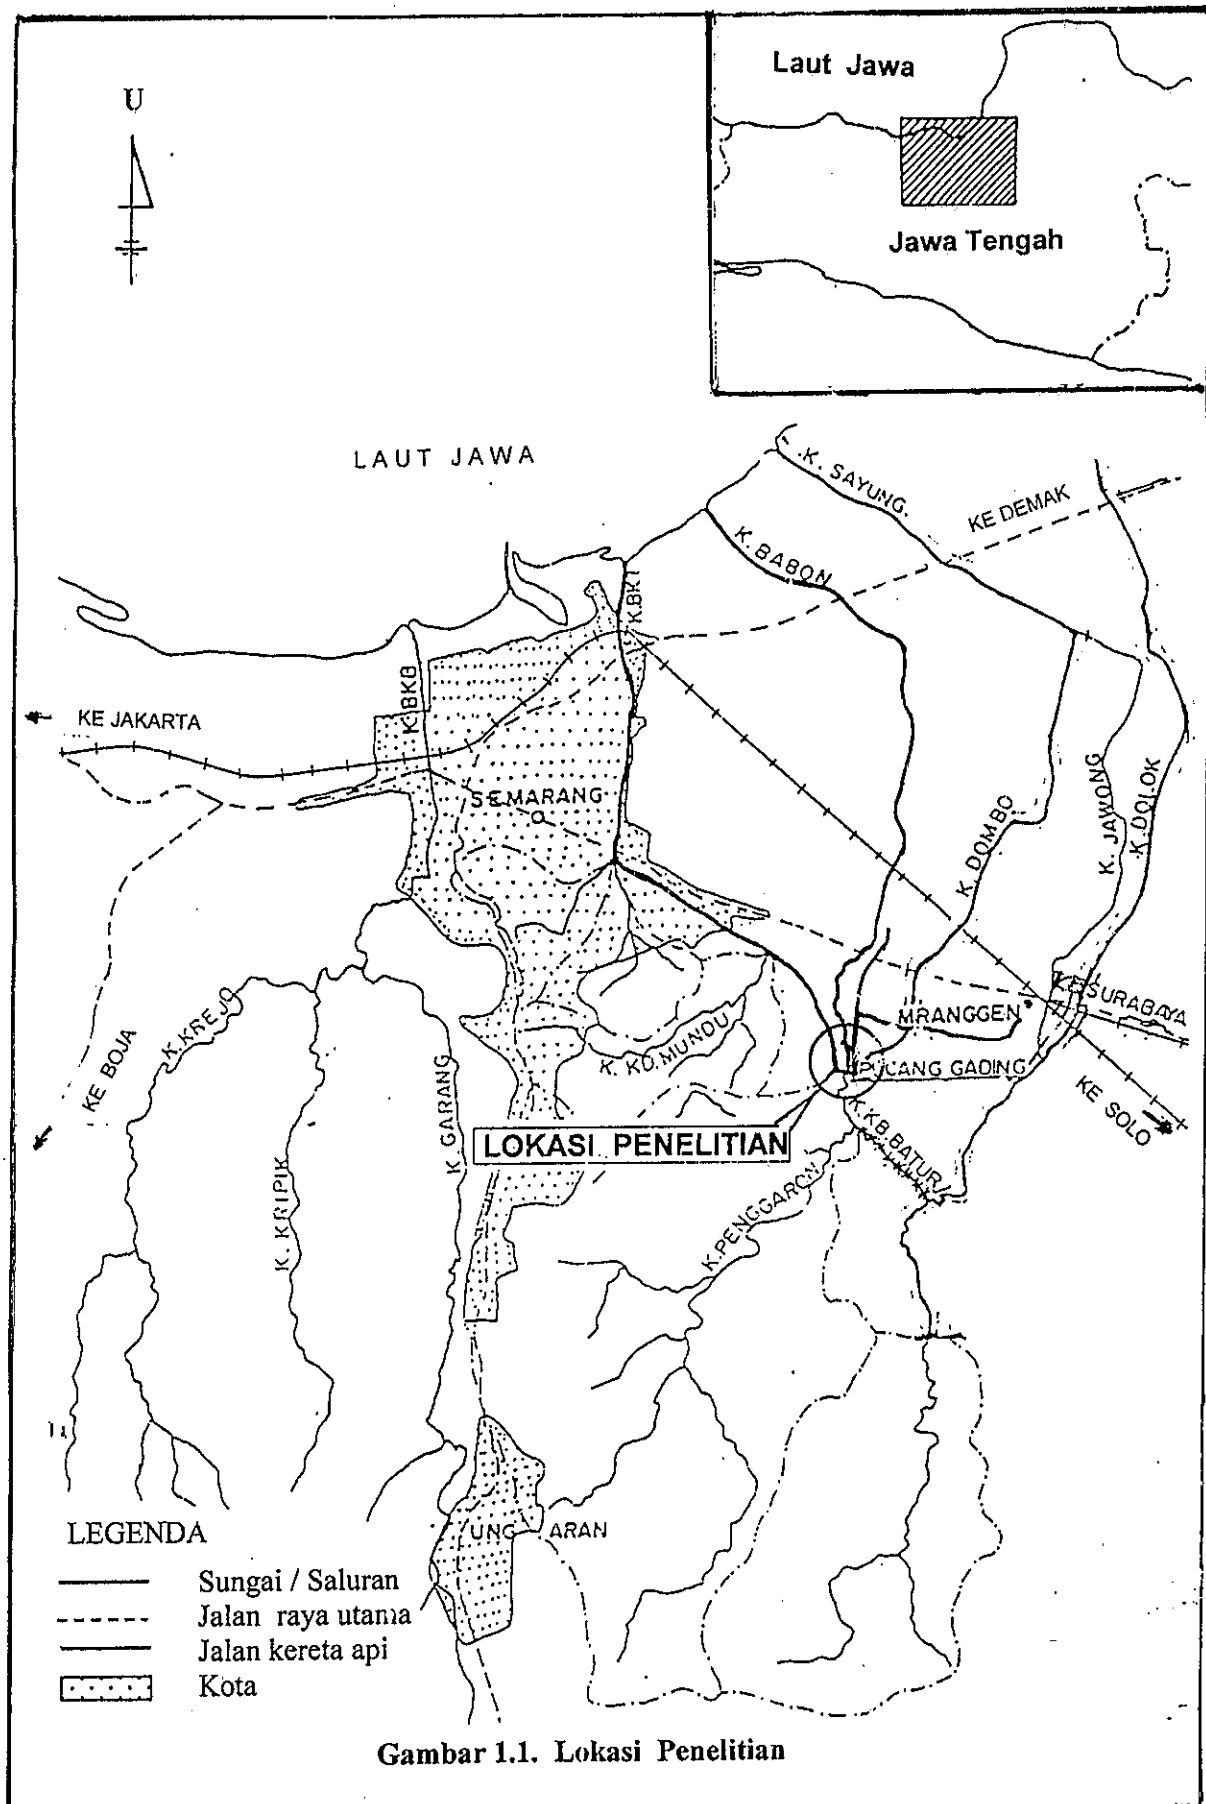 U
Laut Jawa
Jawa Tengah
LAUT JAWA
K. SAYUNG.
KE DEMAK
K. BABON
K.BKT
K.BKB
KE JAKARTA
SEMARANG
K. DOMBO
K. JAWONG
K. DOLOK
KE BOJA
K.KREJO
K. KRIPIK
K. GARANG
K. KD.MUNDU
MRANGGEN
KE SURABAYA
PUCANG GADING
KE SOLO
LOKASI PENELITIAN
K.KB.BATUR
K.PENGGARON
UNG ARAN
LEGENDA
Sungai / Saluran
Jalan raya utama
Jalan kereta api
Kota
Gambar 1.1. Lokasi Penelitian